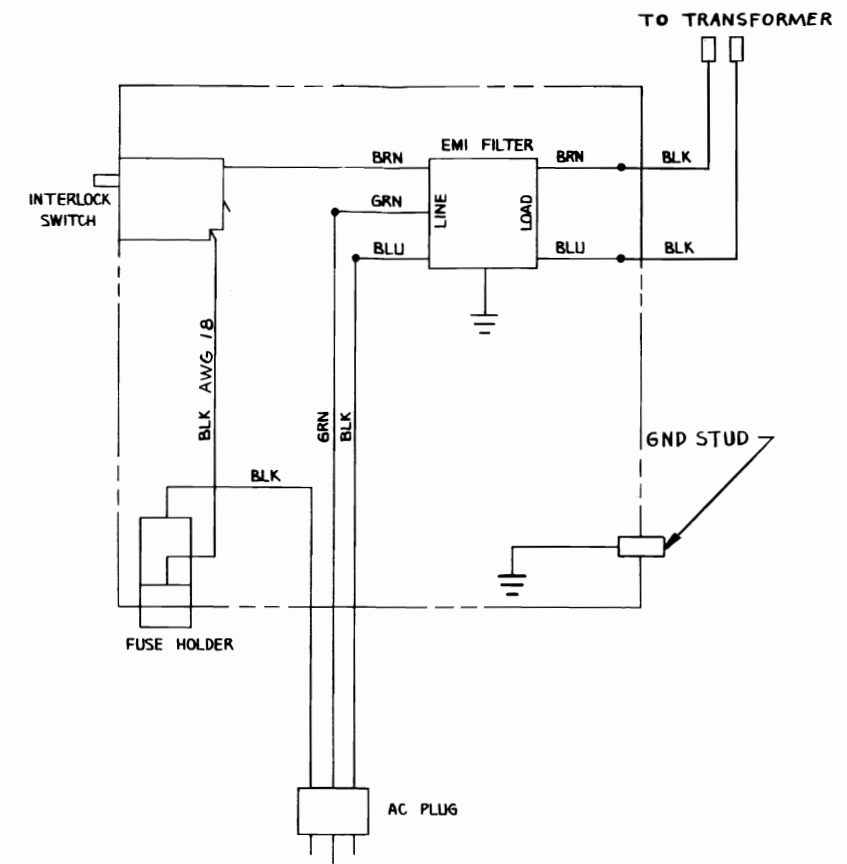 TO TRANSFORMER
EMI FILTER
BRN
BRN
BLK
INTERLOCK
SWITCH
GRN
LINE
LOAD
BLU
BLU
BLK
BLK AWG 18
GRN
BLK
GND STUD
BLK
FUSE HOLDER
AC PLUG